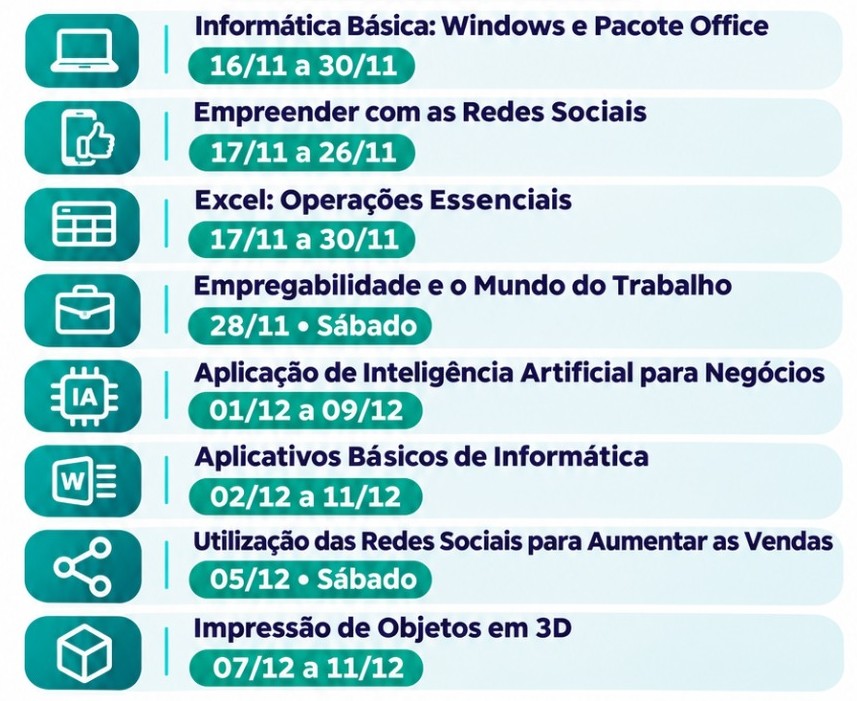 Informática Básica: Windows e Pacote Office
16/11 a 30/11
Empreender com as Redes Sociais
17/11 a 26/11
Excel: Operações Essenciais
17/11 a 30/11
Empregabilidade e o Mundo do Trabalho
28/11 • Sábado
IA
Aplicação de Inteligência Artificial para Negócios
01/12 a 09/12
W
Aplicativos Básicos de Informática
02/12 a 11/12
Utilização das Redes Sociais para Aumentar as Vendas
05/12 • Sábado
Impressão de Objetos em 3D
07/12 a 11/12